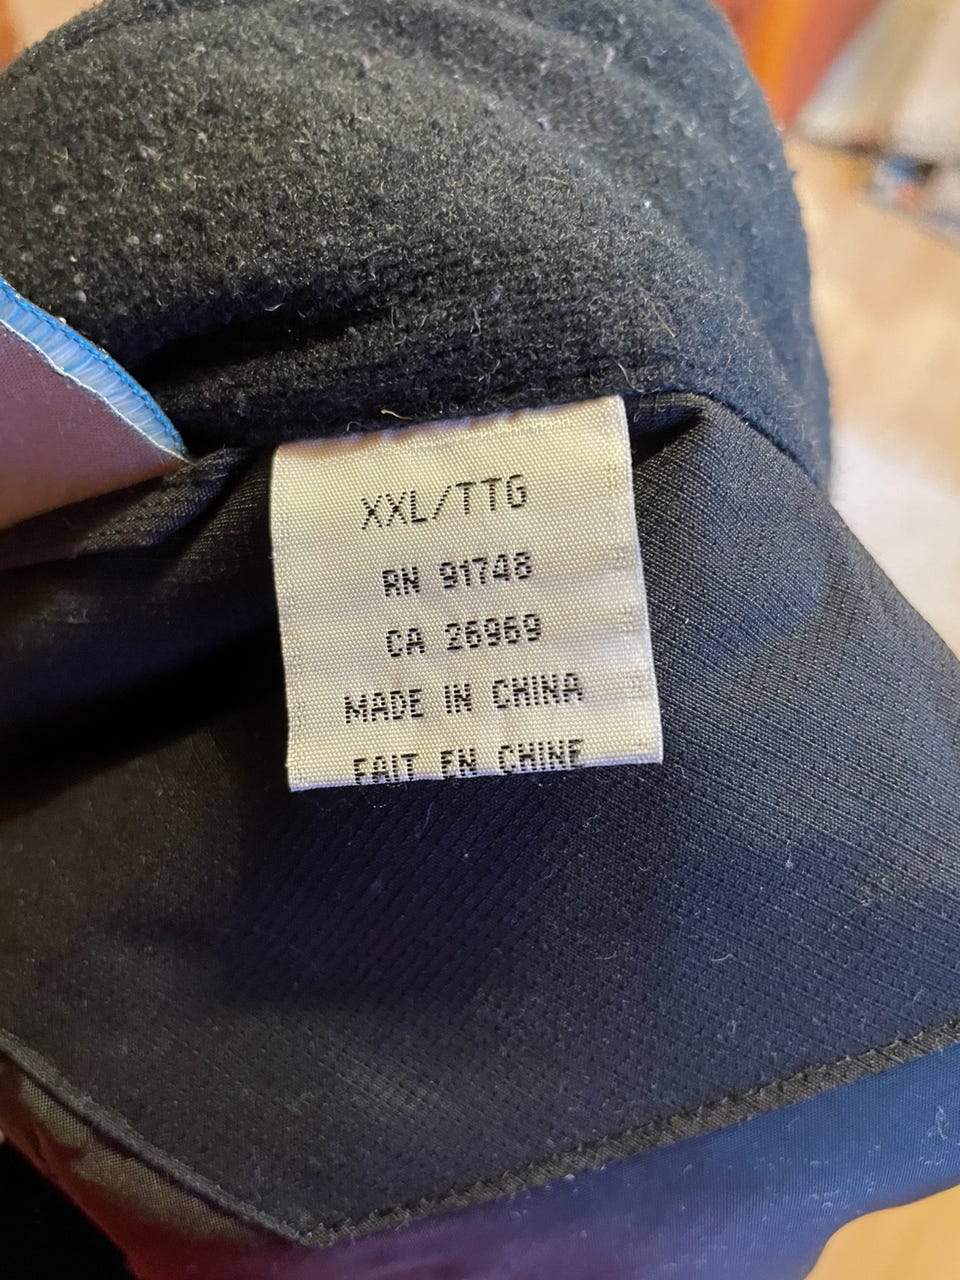 XXL/TTG
RN 91748
CA 26969
MADE IN CHINA
FAIT EN CHINE